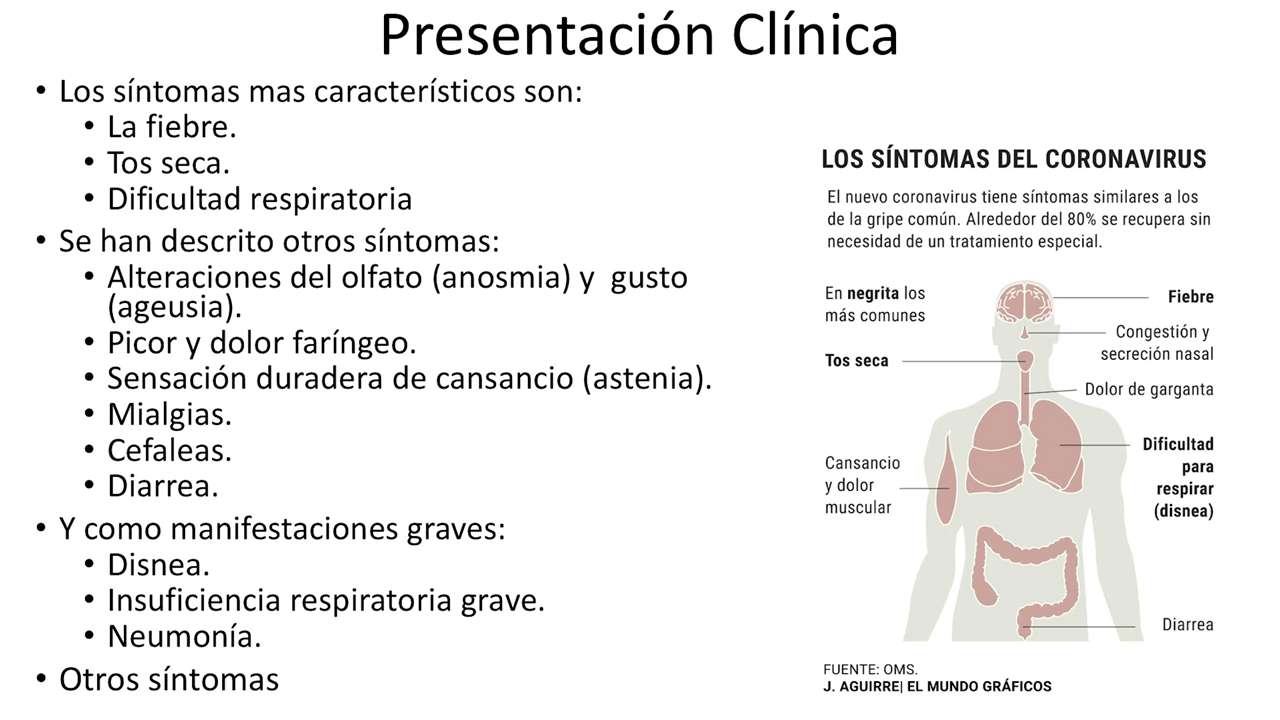 Presentación Clínica
• Los síntomas mas característicos son:
• La fiebre.
• Tos seca.
• Dificultad respiratoria
• Se han descrito otros síntomas:
• Alteraciones del olfato (anosmia) y gusto
(ageusia).
• Picor y dolor faríngeo.
• Sensación duradera de cansancio (astenia).
• Mialgias.
• Cefaleas.
• Diarrea.
• Y como manifestaciones graves:
• Disnea.
• Insuficiencia respiratoria grave.
• Neumonía.
• Otros síntomas
LOS SÍNTOMAS DEL CORONAVIRUS
El nuevo coronavirus tiene síntomas similares a los
de la gripe común. Alrededor del 80% se recupera sin
necesidad de un tratamiento especial.
En negrita los
más comunes
Fiebre
Congestión y
secreción nasal
Tos seca
Dolor de garganta
Dificultad
para
respirar
(disnea)
Cansancio
y dolor
muscular
Diarrea
FUENTE: OMS.
J. AGUIRRE| EL MUNDO GRÁFICOS